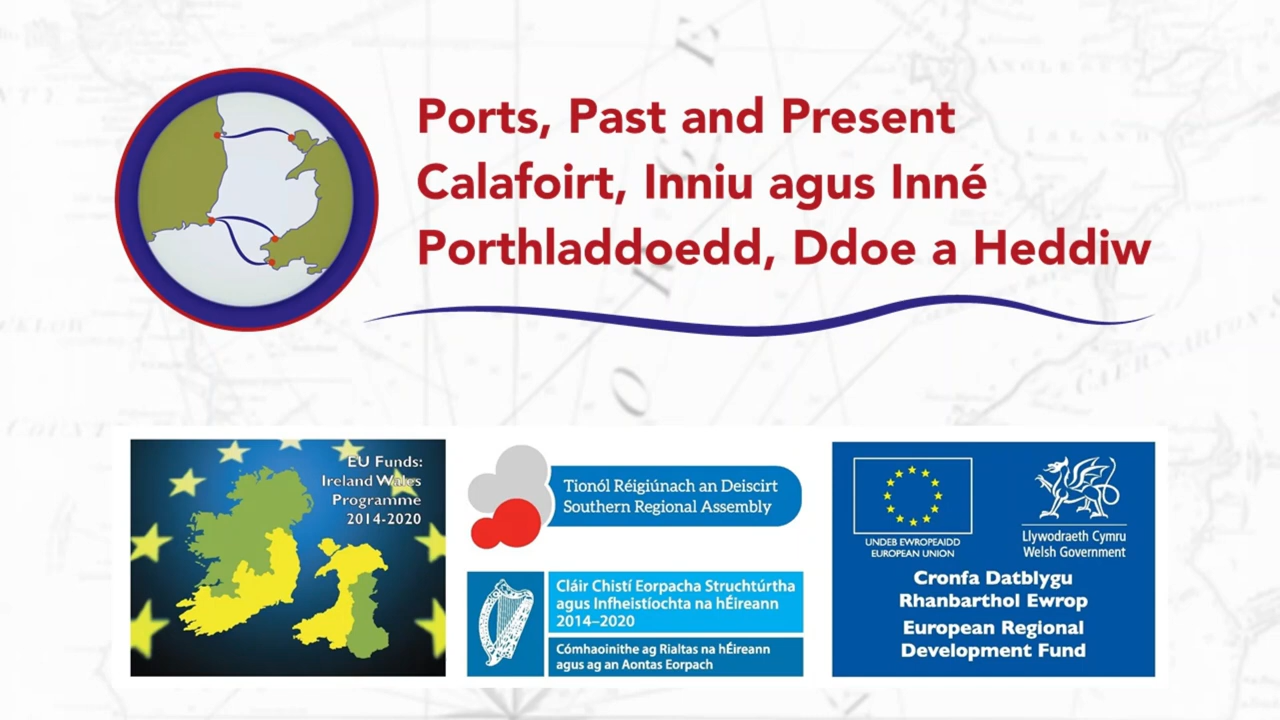 Ports, Past and Present
Calafoirt, Inniu agus Inné
Porthladdoedd, Ddoe a Heddiw
EU Funds:
Ireland Wales
Programme
2014-2020
Tionól Réigiúnach an Deiscirt
Southern Regional Assembly
Cláir Chistí Eorpacha Struchtúrtha
agus Infheistíochta na hÉireann
2014–2020
Cómhaoinithe ag Rialtas na hÉireann
agus ag an Aontas Eorpach
UNDEB EWROPEAIDD
EUROPEAN UNION
Llywodraeth Cymru
Welsh Government
Cronfa Datblygu
Rhanbarthol Ewrop
European Regional
Development Fund